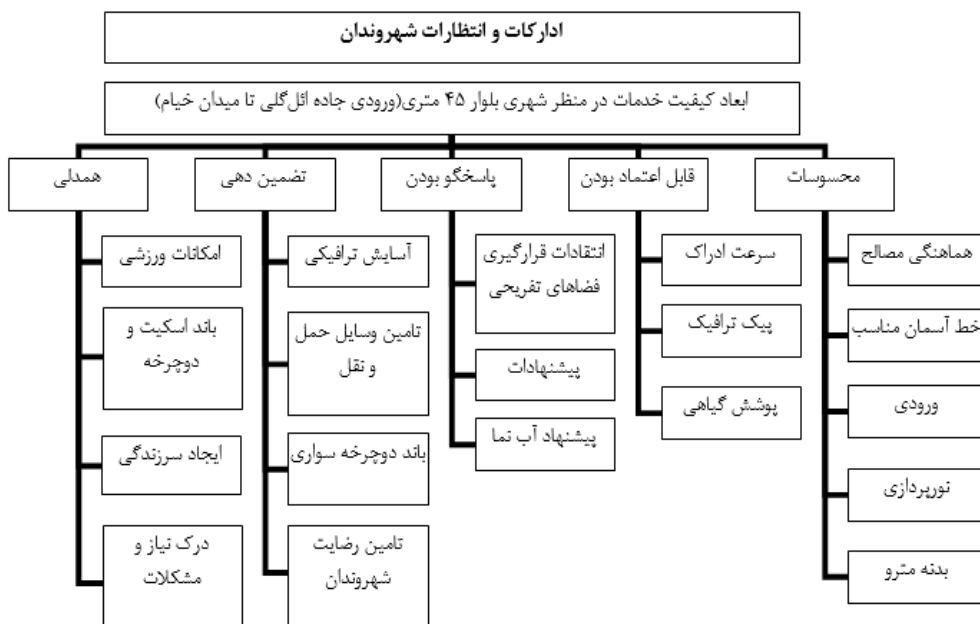 ادارکات و انتظارات شهروندان
ابعاد کیفیت خدمات در منظر شهری بلوار ۴۵ متری(ورودی جاده ائل‌گلی تا میدان خیام)
محسوسات
هماهنگی مصالح
خط آسمان مناسب
ورودی
نورپردازی
بدنه مترو
قابل اعتماد بودن
سرعت ادراک
پیک ترافیک
پوشش گیاهی
پاسخگو بودن
انتقادات قرارگیری
فضاهای تفریحی
پیشنهادات
پیشنهاد آب نما
تضمین دهی
آسایش ترافیکی
تامین وسایل حمل
و نقل
باند دوچرخه سواری
تامین رضایت
شهروندان
همدلی
امکانات ورزشی
باند اسکیت و
دوچرخه
ایجاد سرزندگی
درک نیاز و
مشکلات